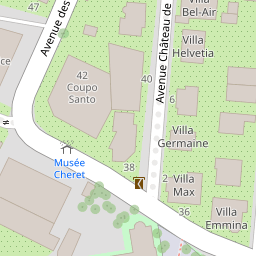 47
Avenue des
Villa
Bel-Air
Villa
Helvetia
42
Coupo
Santo
40
Avenue Château de
Villa
Germaine
Musée
Cheret
38
2
Villa
Max
36
Villa
Emmina